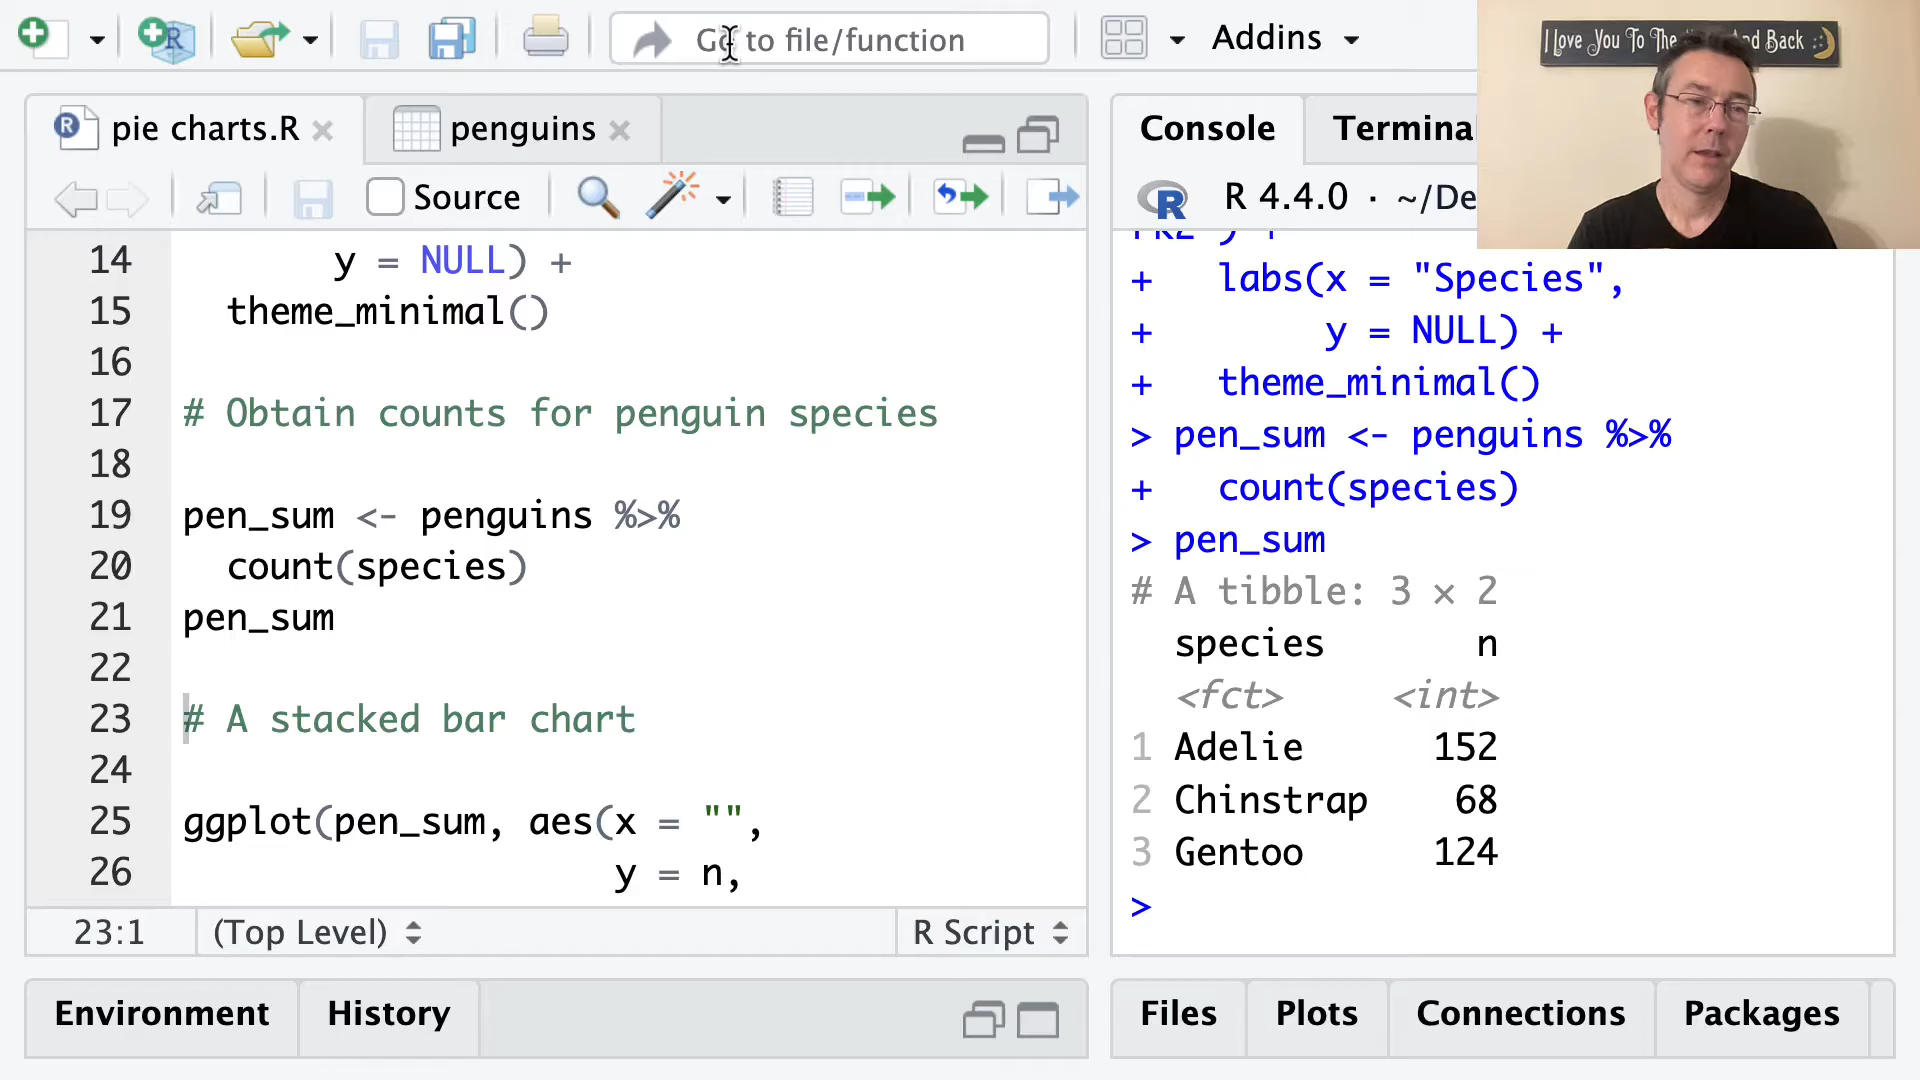 Go to file/function
Addins
I love You To The And Back
pie charts.R
penguins
Source
14 y = NULL) +
15 theme_minimal()
16
17 # Obtain counts for penguin species
18
19 pen_sum <- penguins %>%
20 count(species)
21 pen_sum
22
23 # A stacked bar chart
24
25 ggplot(pen_sum, aes(x = "",
26 y = n,
23:1 (Top Level) R Script
Environment History
Console Terminal
R 4.4.0 · ~/De
+ labs(x = "Species",
+ y = NULL) +
+ theme_minimal()
> pen_sum <- penguins %>%
+ count(species)
> pen_sum
# A tibble: 3 × 2
species n
<fct> <int>
1 Adelie 152
2 Chinstrap 68
3 Gentoo 124
>
Files Plots Connections Packages